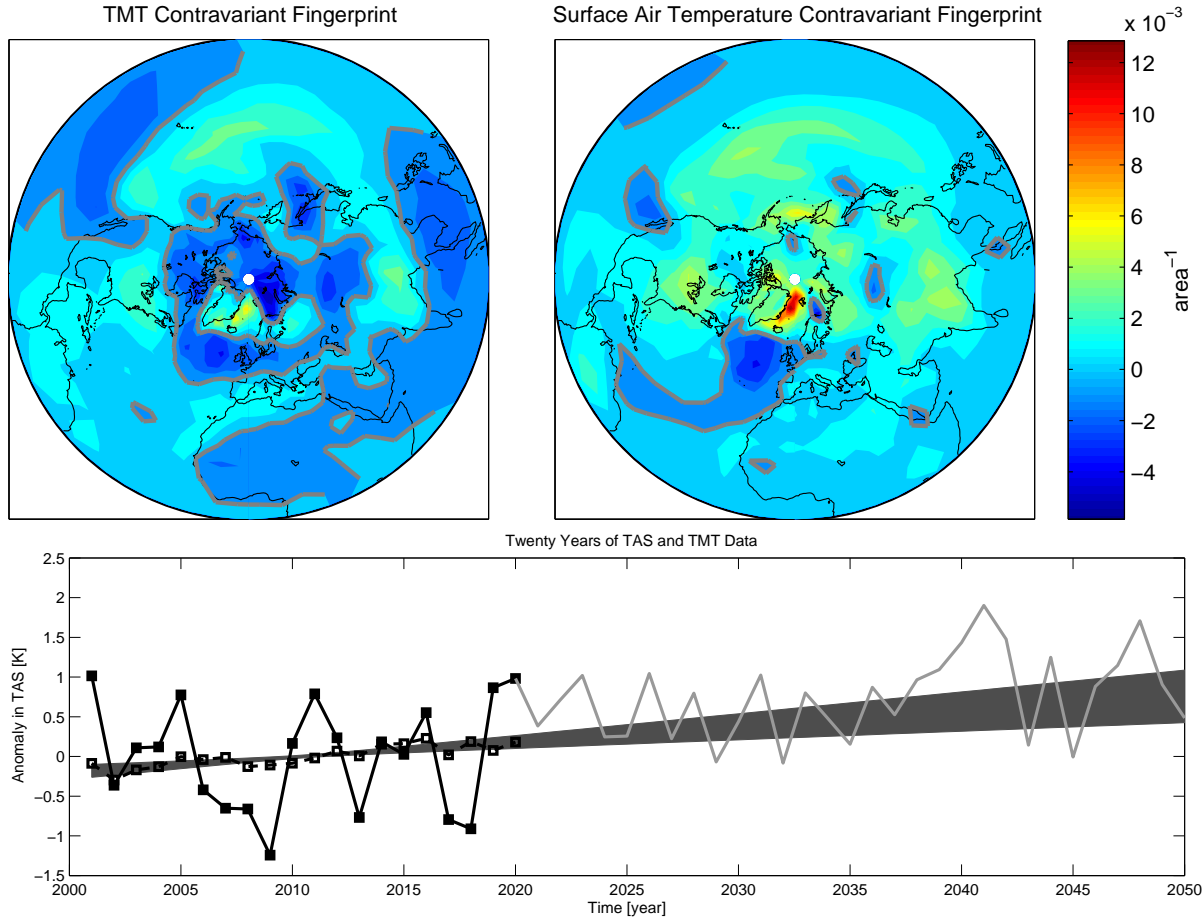 TMT Contravariant Fingerprint
Surface Air Temperature Contravariant Fingerprint
x 10⁻³
12
10
8
6
4
2
0
−2
−4
area⁻¹
Twenty Years of TAS and TMT Data
2.5
2
1.5
1
0.5
0
−0.5
−1
−1.5
Anomaly in TAS [K]
2000 2005 2010 2015 2020 2025 2030 2035 2040 2045 2050
Time [year]